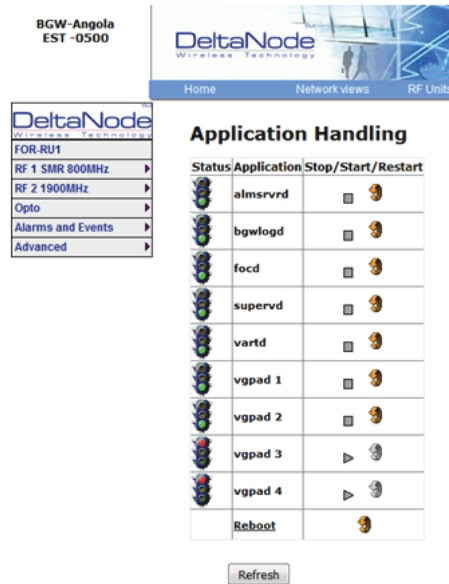 BGW-Angola
EST -0500
DeltaNode
Wireless Technology
Home Network views RF Units
DeltaNode
Wireless Technology
FOR-RU1
RF 1 SMR 800MHz
RF 2 1900MHz
Opto
Alarms and Events
Advanced
Application Handling
Status Application Stop/Start/Restart
almsrvrd
bgwlogd
focd
supervd
vartd
vgpad 1
vgpad 2
vgpad 3
vgpad 4
Reboot
Refresh